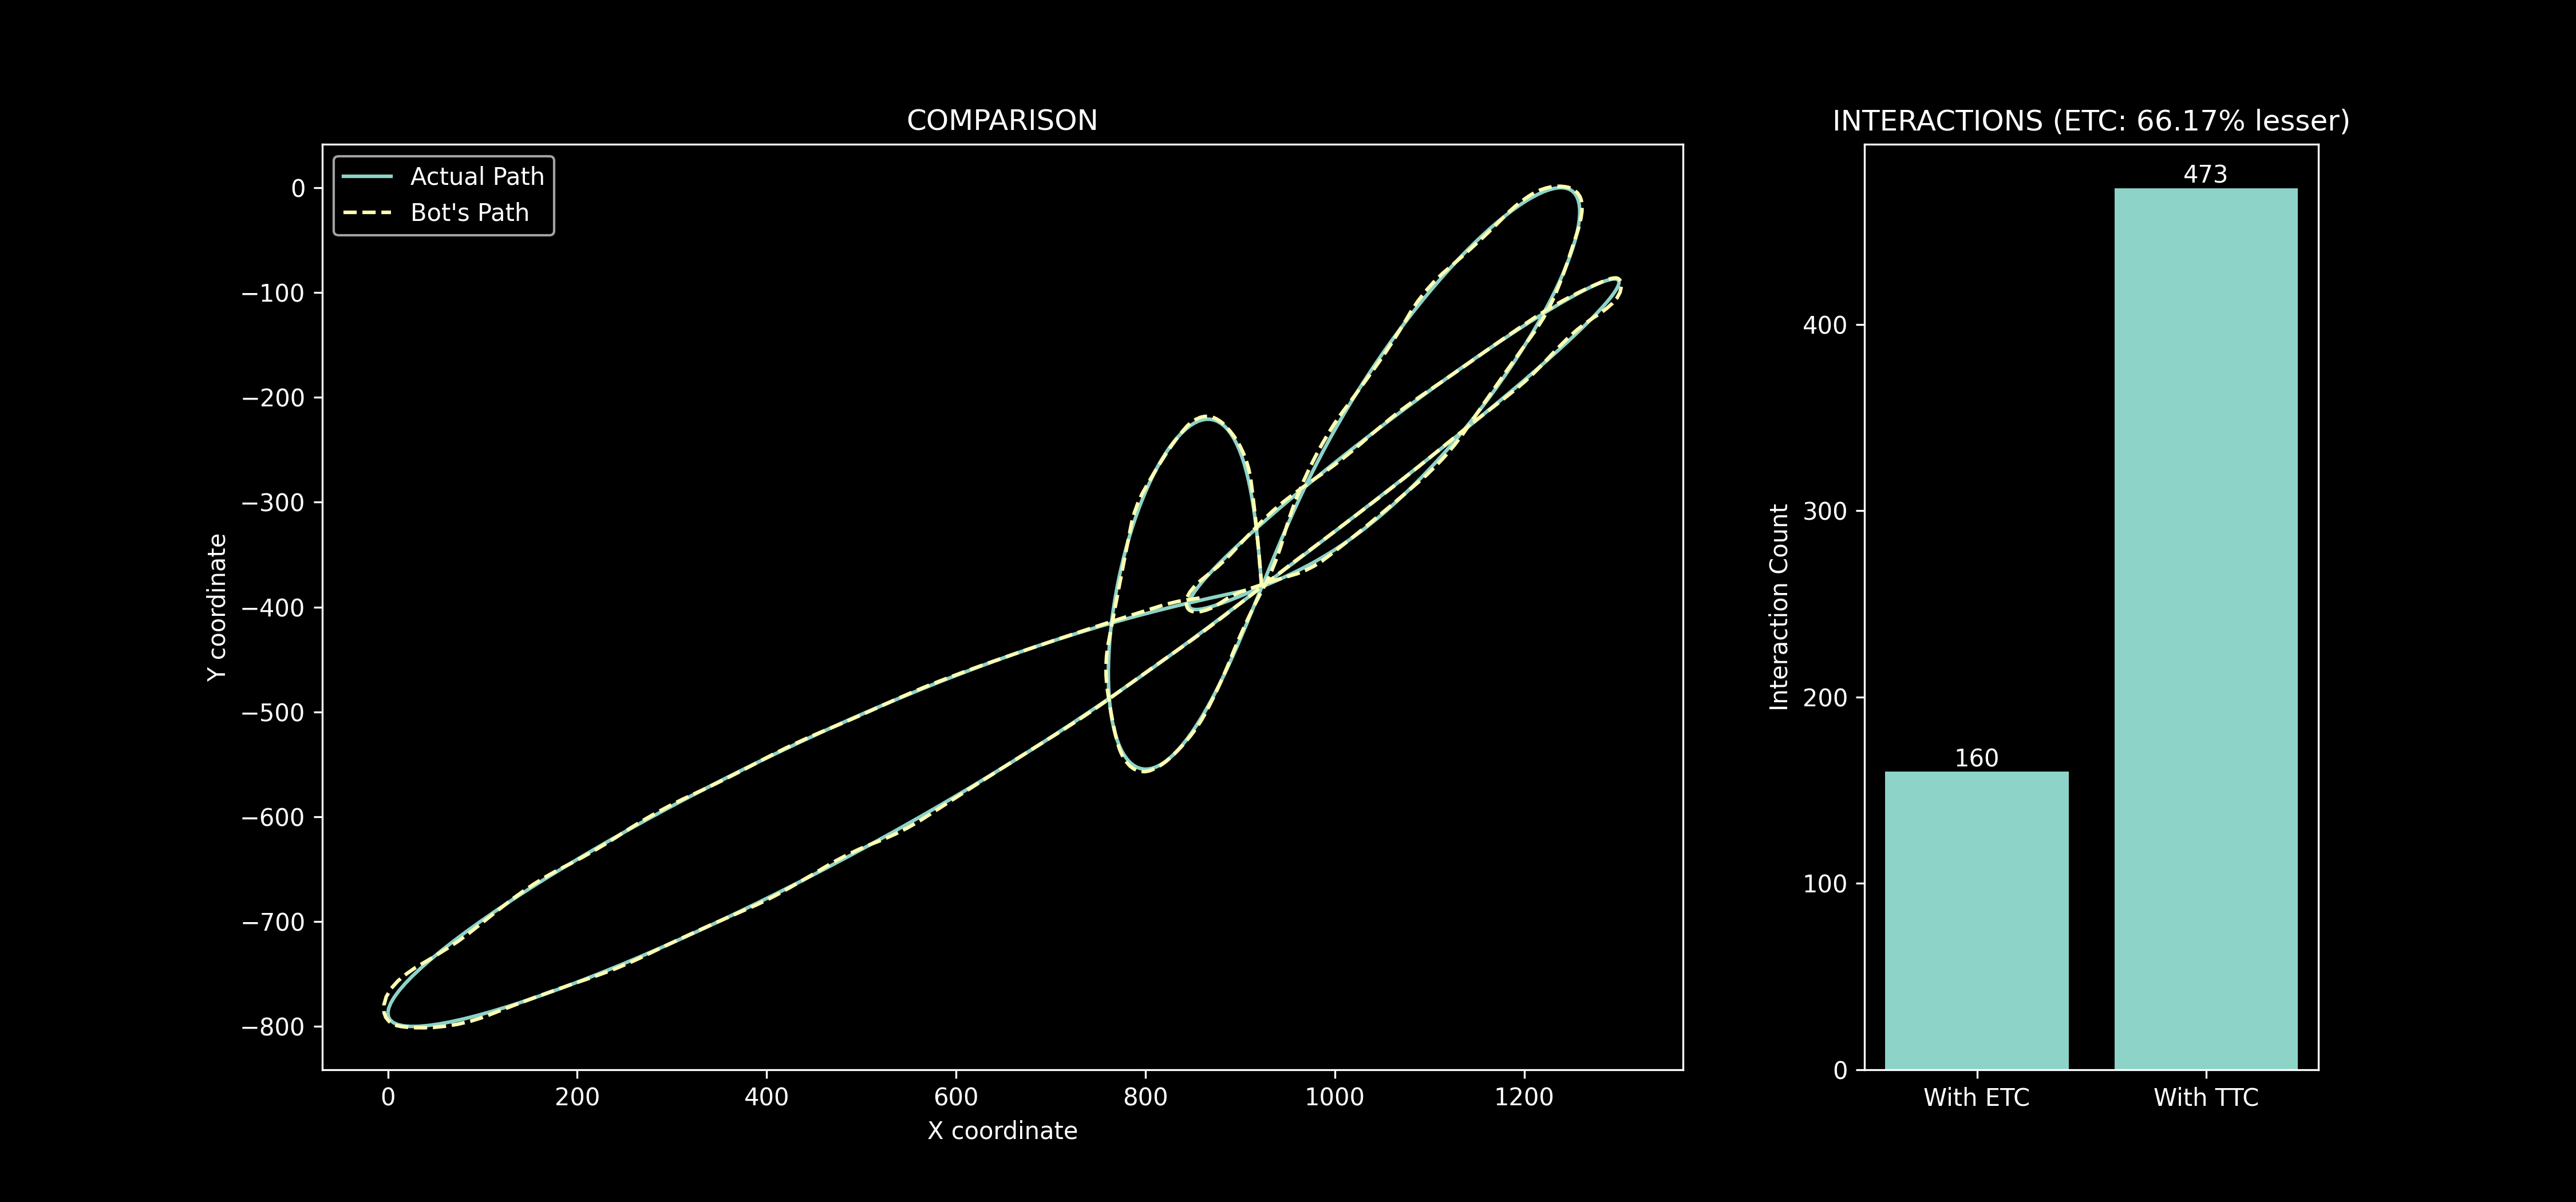 COMPARISON
Actual Path
Bot's Path
0
−100
−200
−300
−400
−500
−600
−700
−800
Y coordinate
0 200 400 600 800 1000 1200
X coordinate
INTERACTIONS (ETC: 66.17% lesser)
473
160
400
300
200
100
0
Interaction Count
With ETC With TTC